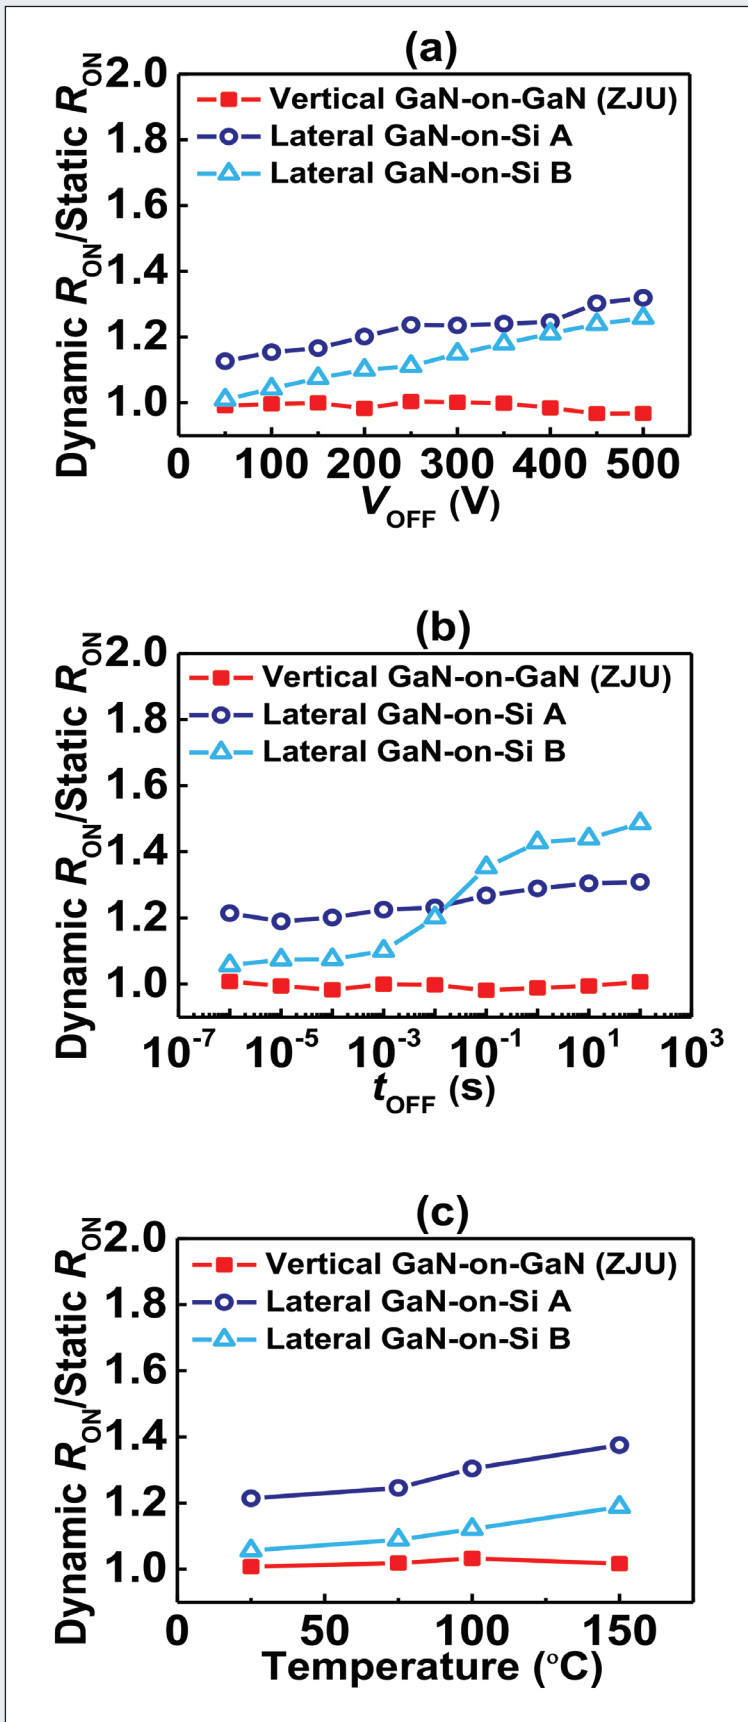 (a)
Dynamic R_ON/Static R_ON
2.0
1.8
1.6
1.4
1.2
1.0
Vertical GaN-on-GaN (ZJU)
Lateral GaN-on-Si A
Lateral GaN-on-Si B
0 100 200 300 400 500
V_OFF (V)
(b)
Dynamic R_ON/Static R_ON
2.0
1.8
1.6
1.4
1.2
1.0
Vertical GaN-on-GaN (ZJU)
Lateral GaN-on-Si A
Lateral GaN-on-Si B
10^-7 10^-5 10^-3 10^-1 10^1 10^3
t_OFF (s)
(c)
Dynamic R_ON/Static R_ON
2.0
1.8
1.6
1.4
1.2
1.0
Vertical GaN-on-GaN (ZJU)
Lateral GaN-on-Si A
Lateral GaN-on-Si B
0 50 100 150
Temperature (°C)